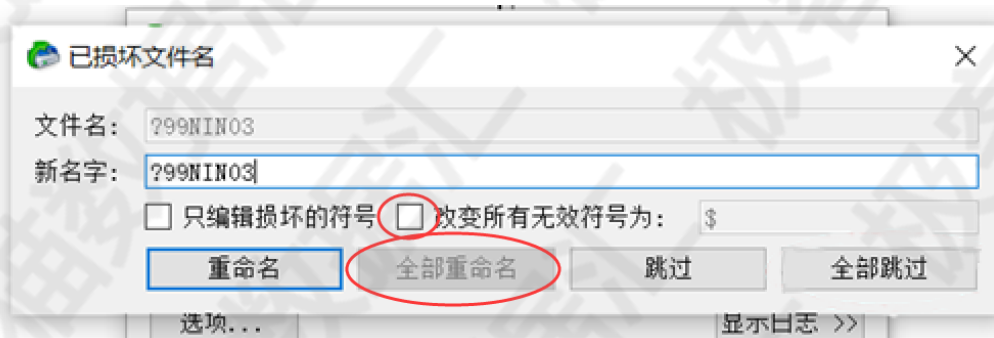 已损坏文件名
文件名： ?99NINO3
新名字： ?99NINO3
只编辑损坏的符号 改变所有无效符号为： $
重命名 全部重命名 跳过 全部跳过
选项... 显示日志 >>